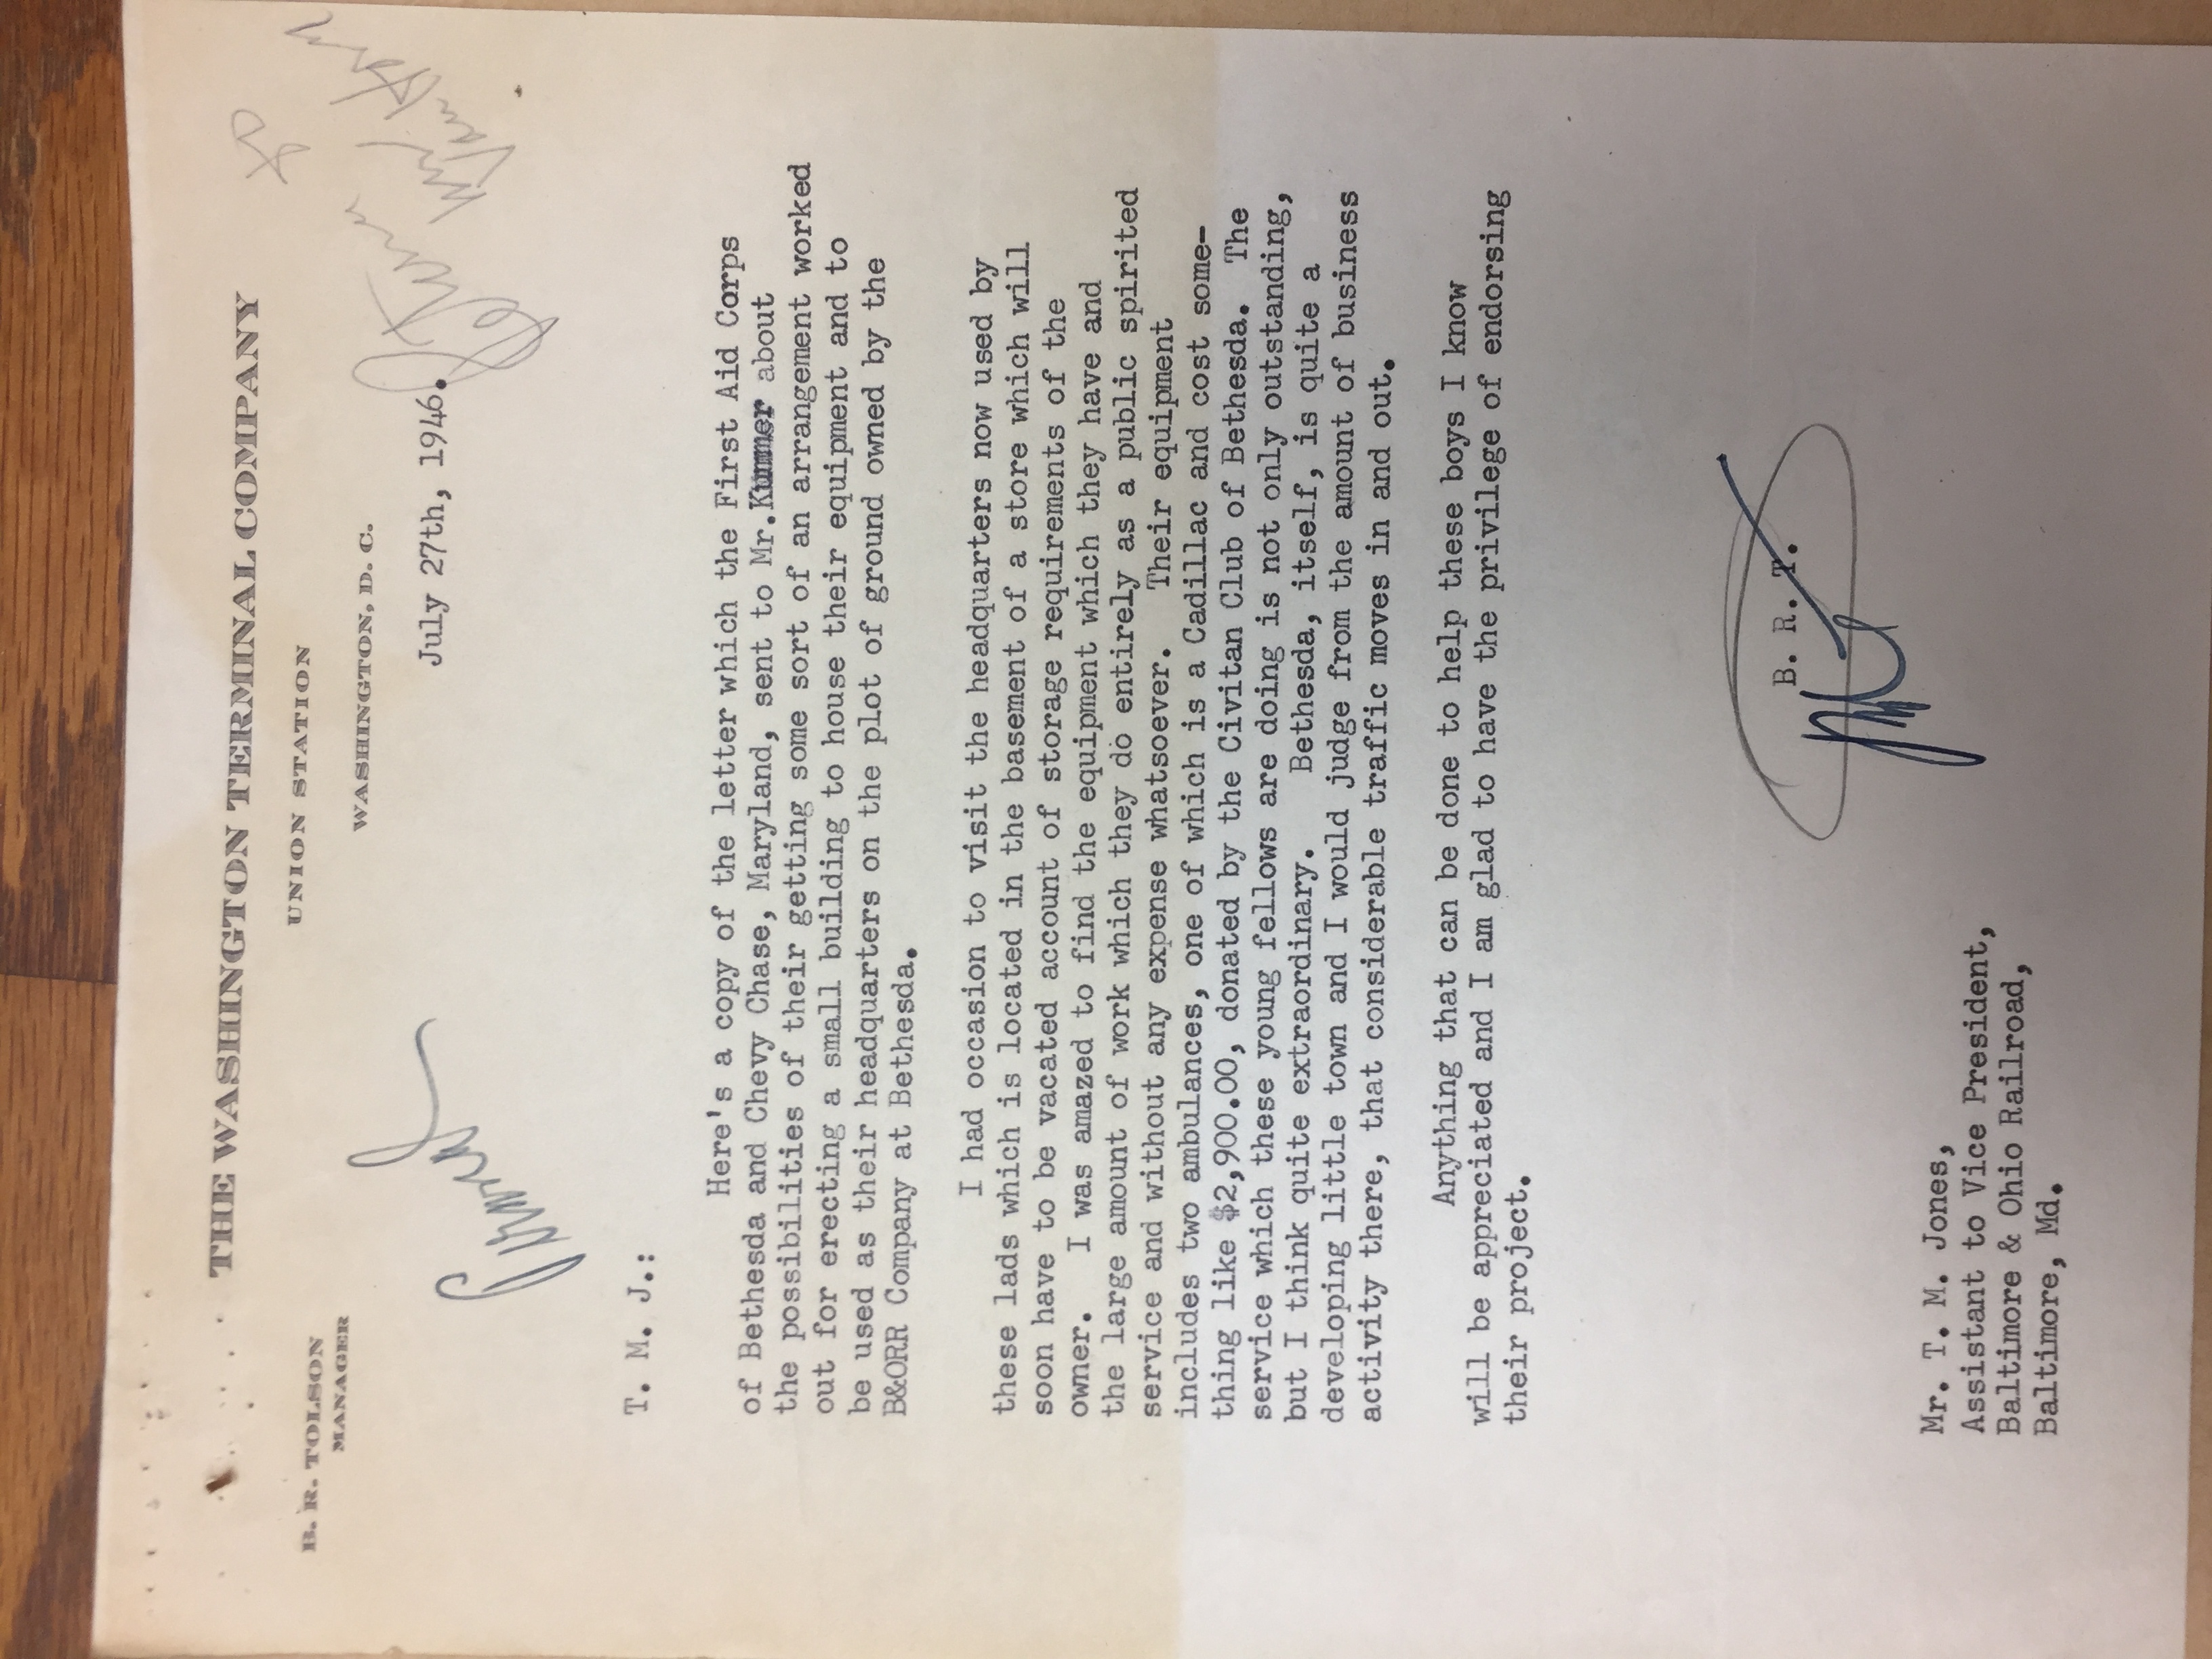 THE WASHINGTON TERMINAL COMPANY
UNION STATION
B. R. TOLSON
MANAGER
WASHINGTON, D. C.
July 27th, 1946.
T. M. J.:
Here's a copy of the letter which the First Aid Corps
of Bethesda and Chevy Chase, Maryland, sent to Mr.Kummer about
the possibilities of their getting some sort of an arrangement worked
out for erecting a small building to house their equipment and to
be used as their headquarters on the plot of ground owned by the
B&ORR Company at Bethesda.
I had occasion to visit the headquarters now used by
these lads which is located in the basement of a store which will
soon have to be vacated account of storage requirements of the
owner. I was amazed to find the equipment which they have and
the large amount of work which they do entirely as a public spirited
service and without any expense whatsoever. Their equipment
includes two ambulances, one of which is a Cadillac and cost some-
thing like $2,900.00, donated by the Civitan Club of Bethesda. The
service which these young fellows are doing is not only outstanding,
but I think quite extraordinary. Bethesda, itself, is quite a
developing little town and I would judge from the amount of business
activity there, that considerable traffic moves in and out.
Anything that can be done to help these boys I know
will be appreciated and I am glad to have the privilege of endorsing
their project.
B. R. T.
Mr. T. M. Jones,
Assistant to Vice President,
Baltimore & Ohio Railroad,
Baltimore, Md.